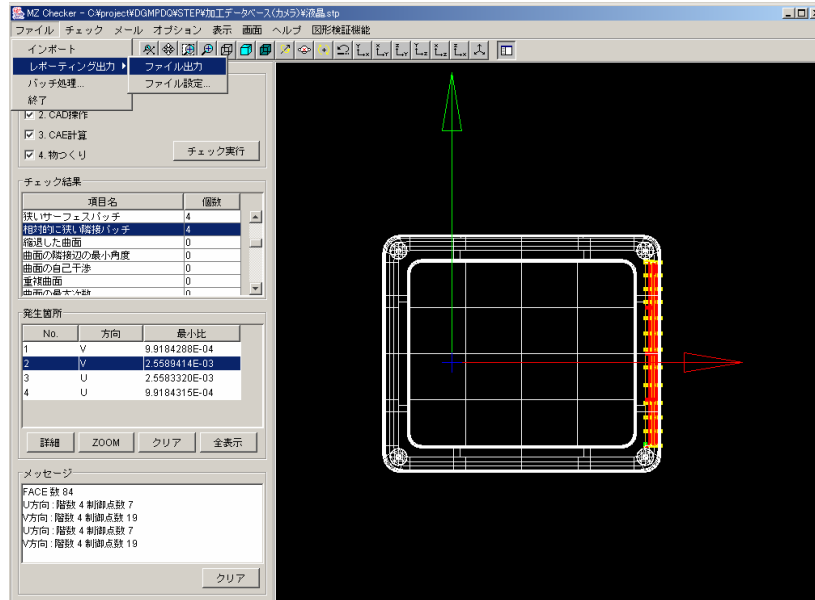 MZ Checker - C:¥project¥DGMPDQ¥STEP¥加工データベース(カメラ)¥液晶.stp
ファイル チェック メール オプション 表示 画面 ヘルプ 図形検証機能
インポート
レポーティング出力 ファイル出力
バッチ処理... ファイル設定...
終了
2. CAD操作
3. CAE計算
4. 物つくり チェック実行
チェック結果
項目名 個数
狭いサーフェスパッチ 4
相対的に狭い隣接パッチ 4
縮退した曲面 0
曲面の隣接辺の最小角度 0
曲面の自己干渉 0
重複曲面 0
曲面の最大次数 0
発生箇所
No. 方向 最小比
1 V 9.9184288E-04
2 V 2.5589414E-03
3 U 2.5583320E-03
4 U 9.9184315E-04
詳細 ZOOM クリア 全表示
メッセージ
FACE数 84
U方向 : 階数 4 制御点数 7
V方向 : 階数 4 制御点数 19
U方向 : 階数 4 制御点数 7
V方向 : 階数 4 制御点数 19
クリア